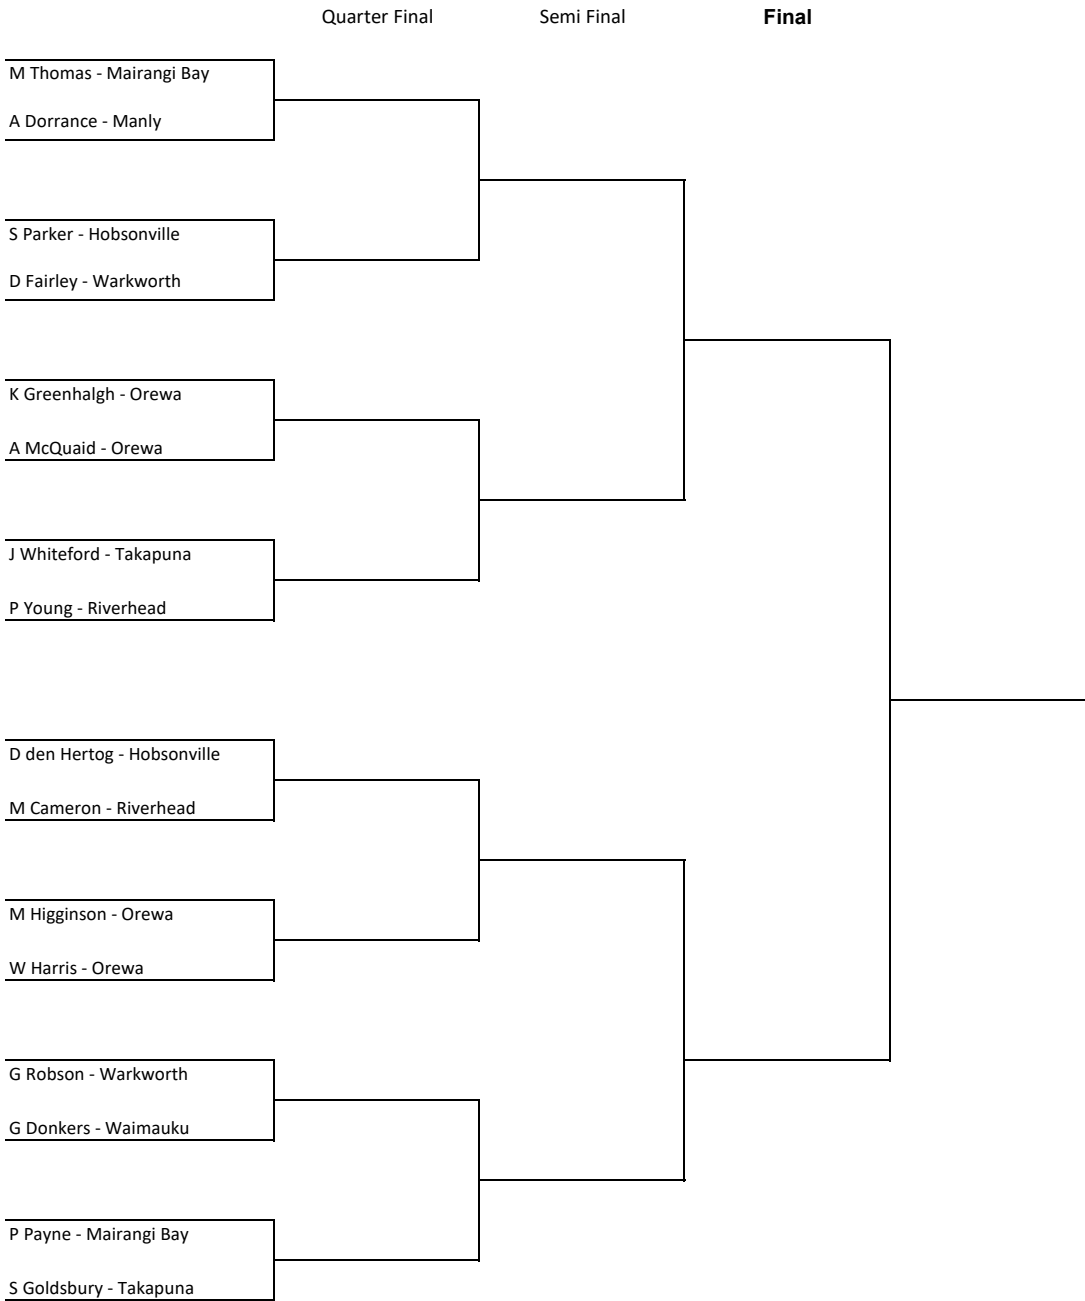 Quarter Final
Semi Final
Final
M Thomas - Mairangi Bay
A Dorrance - Manly
S Parker - Hobsonville
D Fairley - Warkworth
K Greenhalgh - Orewa
A McQuaid - Orewa
J Whiteford - Takapuna
P Young - Riverhead
D den Hertog - Hobsonville
M Cameron - Riverhead
M Higginson - Orewa
W Harris - Orewa
G Robson - Warkworth
G Donkers - Waimauku
P Payne - Mairangi Bay
S Goldsbury - Takapuna